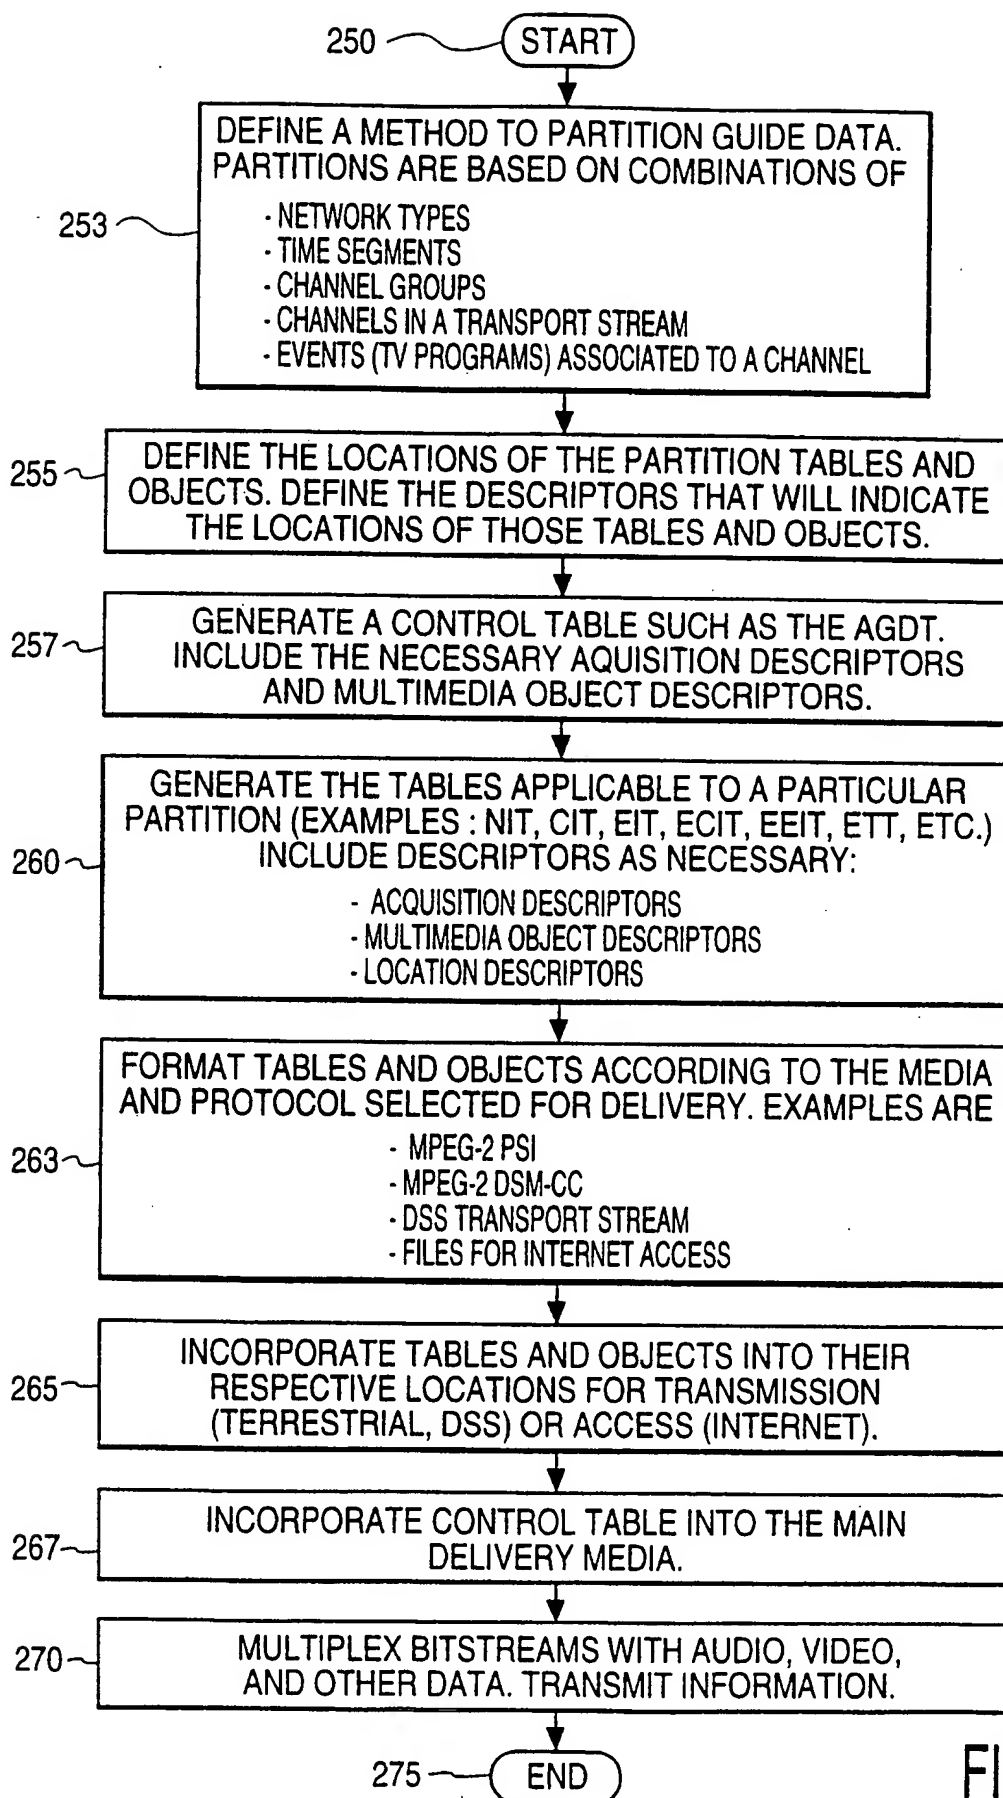 250 START
DEFINE A METHOD TO PARTITION GUIDE DATA.
PARTITIONS ARE BASED ON COMBINATIONS OF
- NETWORK TYPES
253
- TIME SEGMENTS
- CHANNEL GROUPS
- CHANNELS IN A TRANSPORT STREAM
- EVENTS (TV PROGRAMS) ASSOCIATED TO A CHANNEL
255
DEFINE THE LOCATIONS OF THE PARTITION TABLES AND
OBJECTS. DEFINE THE DESCRIPTORS THAT WILL INDICATE
THE LOCATIONS OF THOSE TABLES AND OBJECTS.
257
GENERATE A CONTROL TABLE SUCH AS THE AGDT.
INCLUDE THE NECESSARY AQUISITION DESCRIPTORS
AND MULTIMEDIA OBJECT DESCRIPTORS.
GENERATE THE TABLES APPLICABLE TO A PARTICULAR
PARTITION (EXAMPLES : NIT, CIT, EIT, ECIT, EEIT, ETT, ETC.)
260
INCLUDE DESCRIPTORS AS NECESSARY:
- ACQUISITION DESCRIPTORS
- MULTIMEDIA OBJECT DESCRIPTORS
- LOCATION DESCRIPTORS
FORMAT TABLES AND OBJECTS ACCORDING TO THE MEDIA
AND PROTOCOL SELECTED FOR DELIVERY. EXAMPLES ARE
263
- MPEG-2 PSI
- MPEG-2 DSM-CC
- DSS TRANSPORT STREAM
- FILES FOR INTERNET ACCESS
265
INCORPORATE TABLES AND OBJECTS INTO THEIR
RESPECTIVE LOCATIONS FOR TRANSMISSION
(TERRESTRIAL, DSS) OR ACCESS (INTERNET).
267
INCORPORATE CONTROL TABLE INTO THE MAIN
DELIVERY MEDIA.
270
MULTIPLEX BITSTREAMS WITH AUDIO, VIDEO,
AND OTHER DATA. TRANSMIT INFORMATION.
275 END